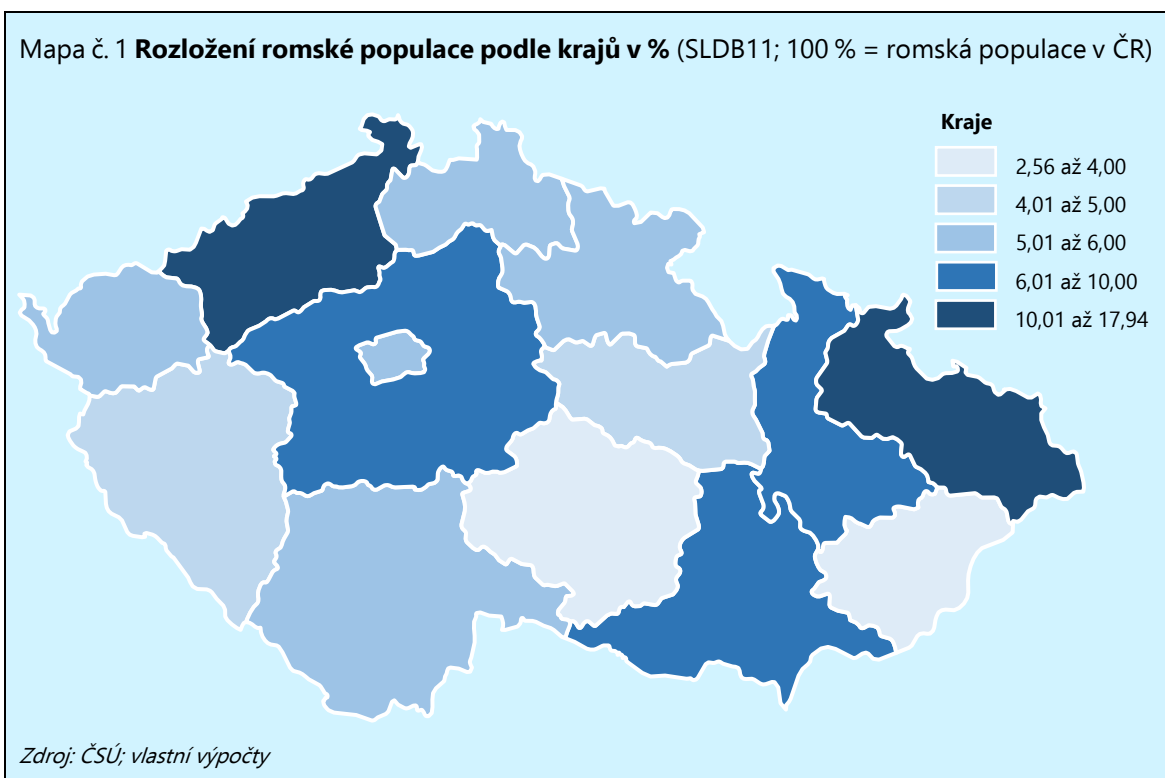 Mapa č. 1 Rozložení romské populace podle krajů v % (SLDB11; 100 % = romská populace v ČR)
Kraje
2,56 až 4,00
4,01 až 5,00
5,01 až 6,00
6,01 až 10,00
10,01 až 17,94
Zdroj: ČSÚ; vlastní výpočty